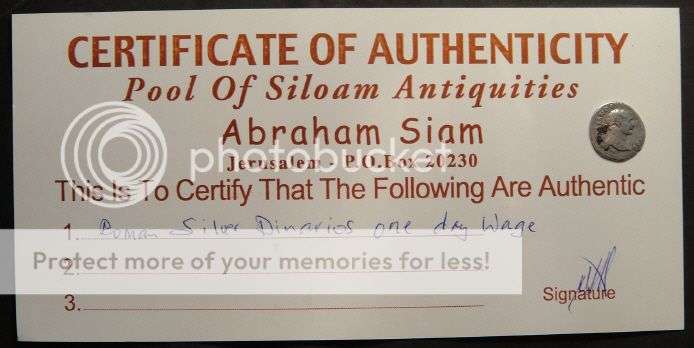 CERTIFICATE OF AUTHENTICITY
Pool Of Siloam Antiquities
Abraham Siam
photobucket
Jerusalem - P.O.Box 20230
This Is To Certify That The Following Are Authentic
1. Roman Silver Dinarios one day Wage
Protect more of your memories for less!
2.
3.
Signature